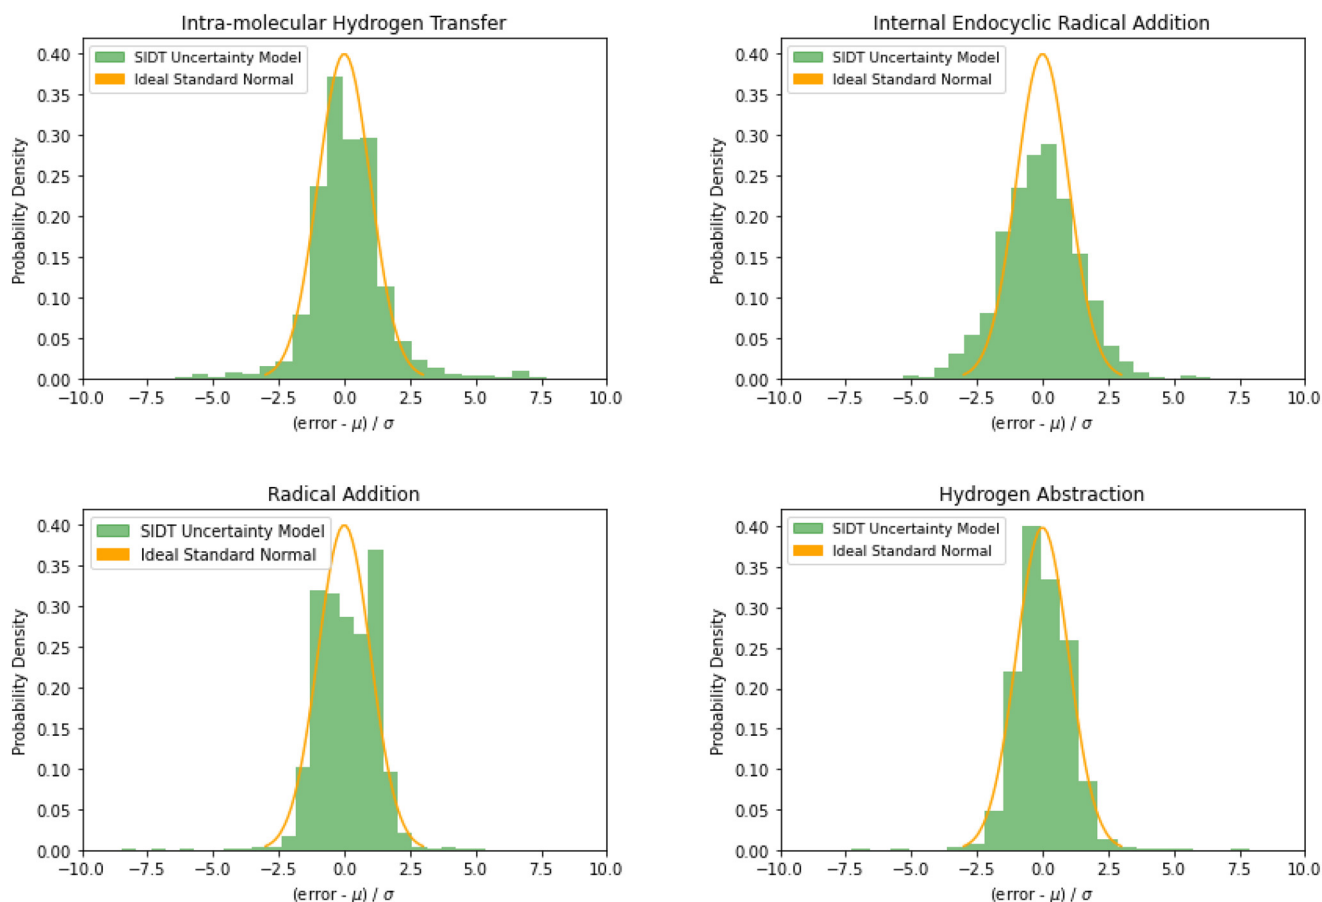 Intra-molecular Hydrogen Transfer
SIDT Uncertainty Model
Ideal Standard Normal
Probability Density
0.40
0.35
0.30
0.25
0.20
0.15
0.10
0.05
0.00
−10.0 −7.5 −5.0 −2.5 0.0 2.5 5.0 7.5 10.0
(error - μ) / σ
Internal Endocyclic Radical Addition
SIDT Uncertainty Model
Ideal Standard Normal
Probability Density
0.40
0.35
0.30
0.25
0.20
0.15
0.10
0.05
0.00
−10.0 −7.5 −5.0 −2.5 0.0 2.5 5.0 7.5 10.0
(error - μ) / σ
Radical Addition
SIDT Uncertainty Model
Ideal Standard Normal
Probability Density
0.40
0.35
0.30
0.25
0.20
0.15
0.10
0.05
0.00
−10.0 −7.5 −5.0 −2.5 0.0 2.5 5.0 7.5 10.0
(error - μ) / σ
Hydrogen Abstraction
SIDT Uncertainty Model
Ideal Standard Normal
Probability Density
0.40
0.35
0.30
0.25
0.20
0.15
0.10
0.05
0.00
−10.0 −7.5 −5.0 −2.5 0.0 2.5 5.0 7.5 10.0
(error - μ) / σ